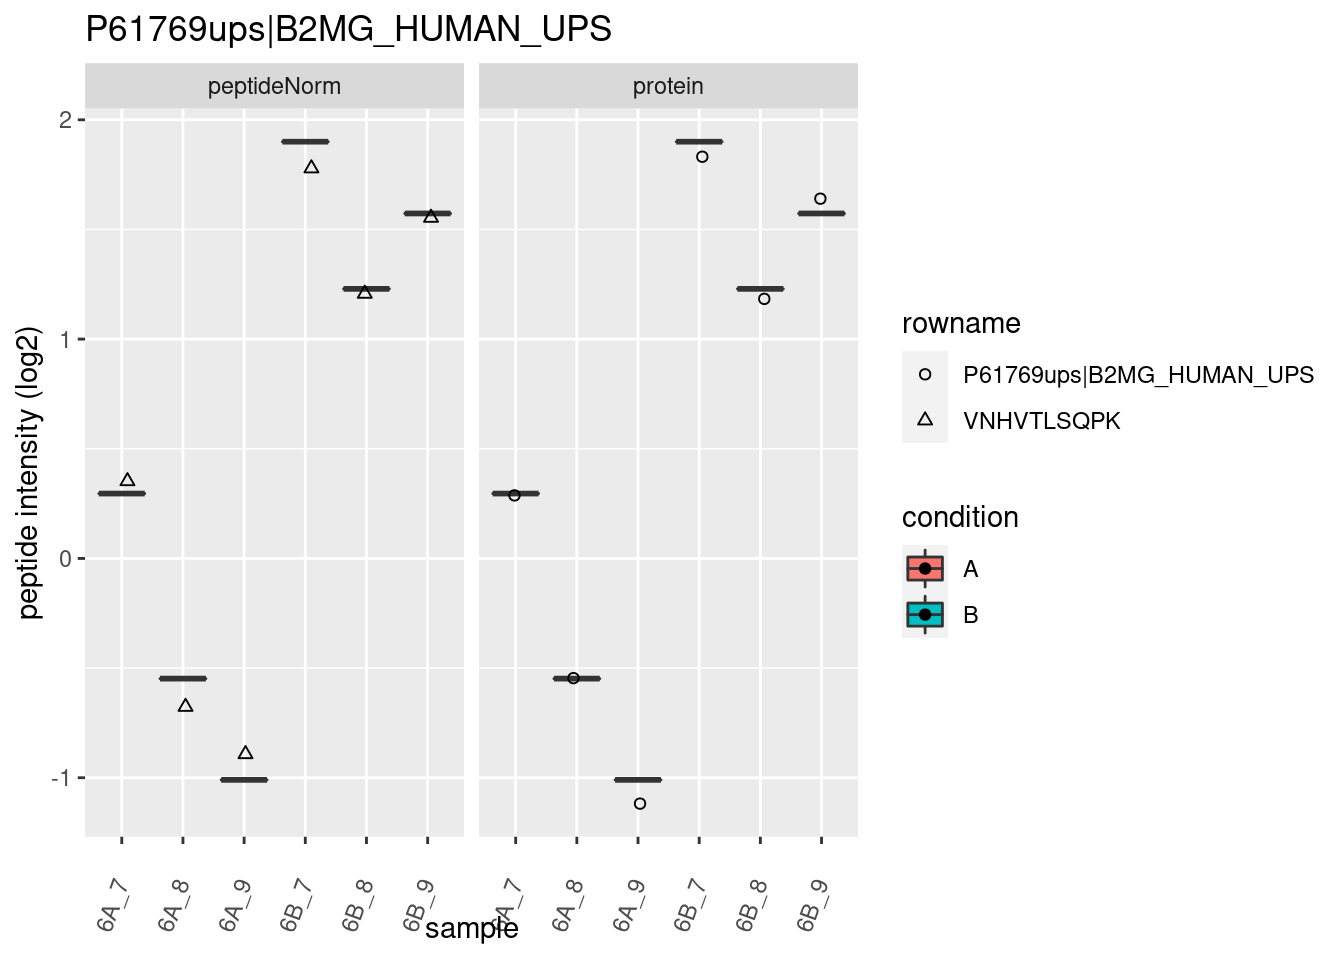 P61769ups|B2MG_HUMAN_UPS
peptideNorm
protein
peptide intensity (log2)
2
1
0
-1
6A_7
6A_8
6A_9
6B_7
6B_8
6B_9
6A_7
6A_8
6A_9
6B_7
6B_8
6B_9
sample
rowname
P61769ups|B2MG_HUMAN_UPS
VNHVTLSQPK
condition
A
B